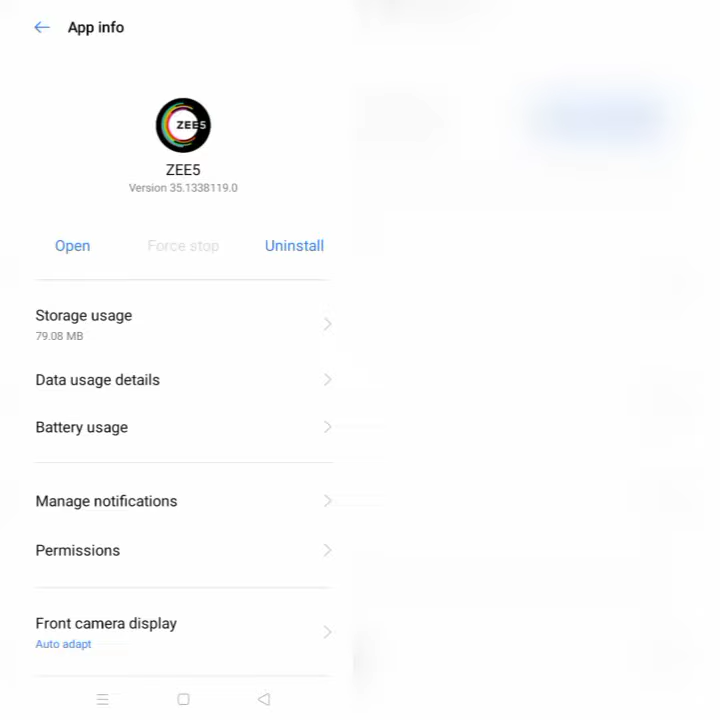 App info
ZEE5
ZEE5
Version 35.1338119.0
Open
Force stop
Uninstall
Storage usage
79.08 MB
Data usage details
Battery usage
Manage notifications
Permissions
Front camera display
Auto adapt